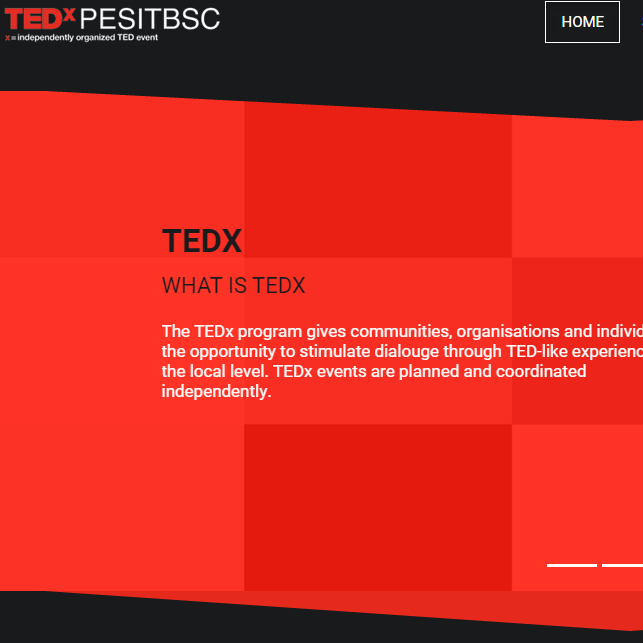 TEDx PESITBSC
x = independently organized TED event
HOME
TEDX
WHAT IS TEDX
The TEDx program gives communities, organisations and individ
the opportunity to stimulate dialouge through TED-like experienc
the local level. TEDx events are planned and coordinated
independently.